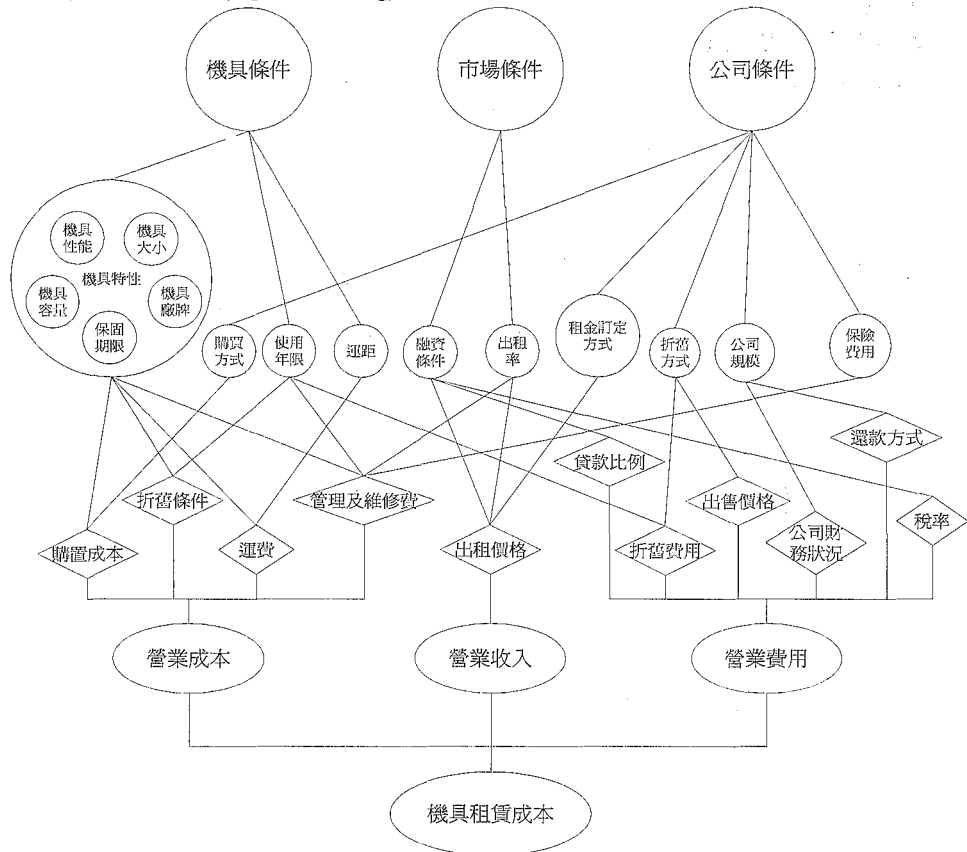 機具條件
市場條件
公司條件
機具
性能
機具
大小
機具特性
機具
容量
機具
廠牌
保固
期限
購買
方式
使用
年限
運距
融資
條件
出租
率
租金訂定
方式
折舊
方式
公司
規模
保險
費用
還款方式
貸款比例
折舊條件
管理及維修費
出售價格
稅率
購置成本
運費
出租價格
折舊費用
公司財
務狀況
營業成本
營業收入
營業費用
機具租賃成本